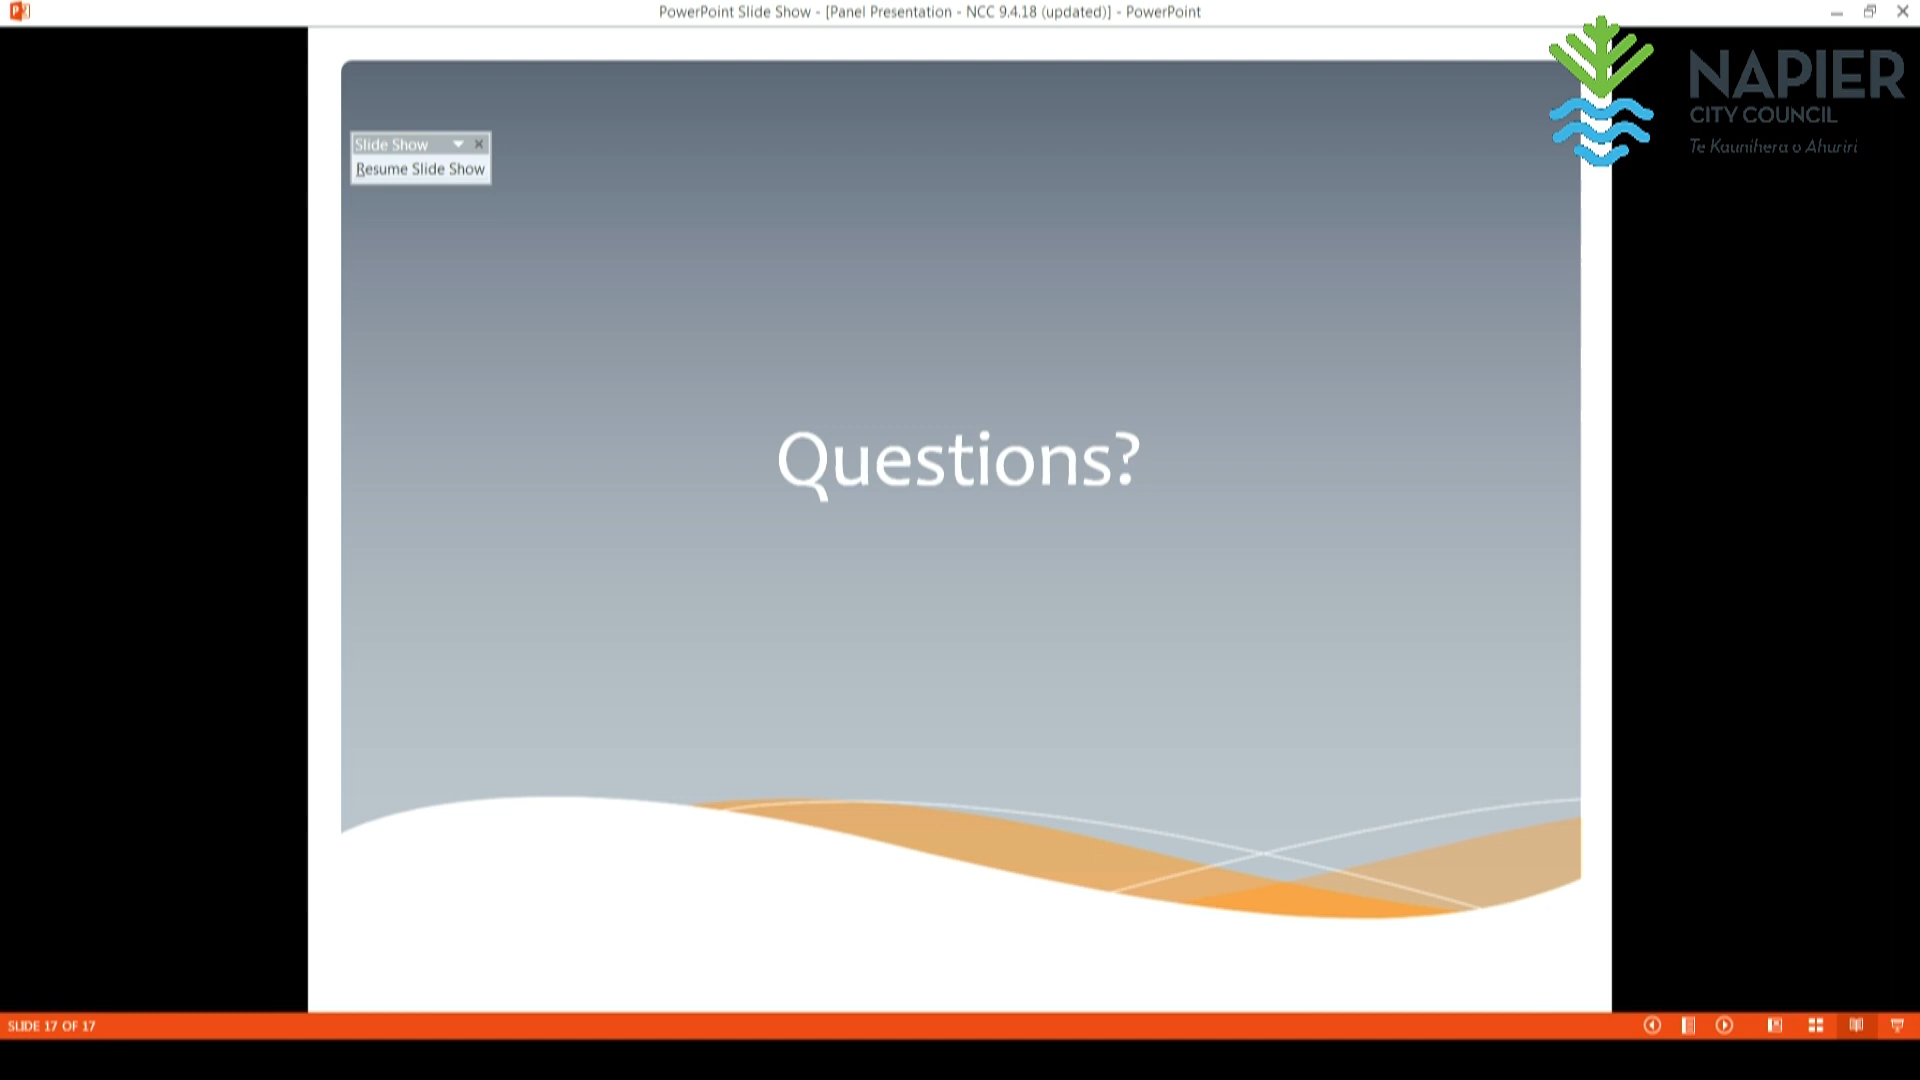 PowerPoint Slide Show - [Panel Presentation - NCC 9.4.18 (updated)] - PowerPoint
NAPIER
CITY COUNCIL
Te Kaunihera o Ahuriri
Slide Show
Resume Slide Show
Questions?
SLIDE 17 OF 17